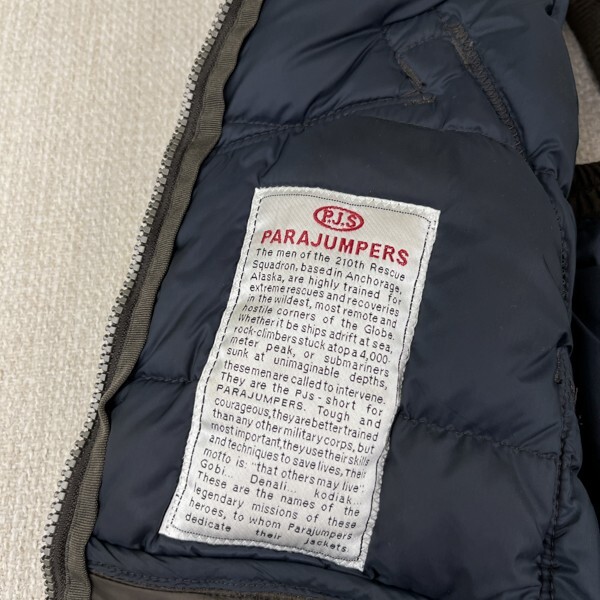 P.J.S
PARAJUMPERS
The men of the 210th Rescue
Squadron, based in Anchorage,
Alaska, are highly trained for
extreme rescues and recoveries
in the wildest, most remote and
hostile corners of the Globe.
Whether it be ships adrift at sea,
rock-climbers stuck atop a 4,000-
meter peak, or submariners
sunk at unimaginable depths,
these men are called to intervene.
They are the PJs - short for
PARAJUMPERS. Tough and
courageous, they are better trained
than any other military corps, but
most important, they use their skills
and techniques to save lives, Their
motto is: "that others may live"
Gobi... Denali... kodiak...
These are the names of the
legendary missions of these
heroes, to whom Parajumpers
dedicate their Jackets.